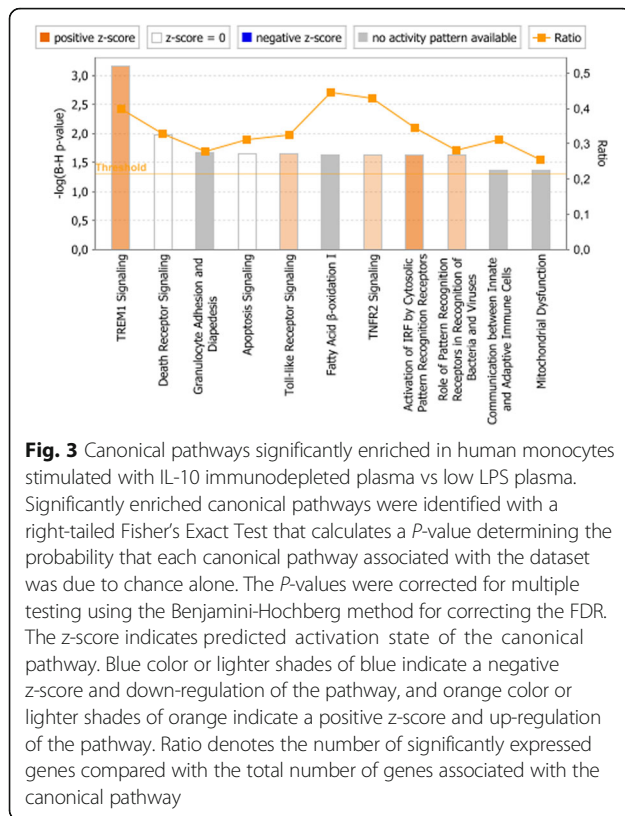 positive z-score z-score = 0 negative z-score no activity pattern available Ratio
3,0
2,5
2,0
1,5
1,0
0,5
0,0
-log(B-H p-value)
Threshold
0,5
0,4
0,3
0,2
0,1
0,0
Ratio
TREM1 Signaling
Death Receptor Signaling
Granulocyte Adhesion and
Diapedesis
Apoptosis Signaling
Toll-like Receptor Signaling
Fatty Acid β-oxidation I
TNFR2 Signaling
Activation of IRF by Cytosolic
Pattern Recognition Receptors
Role of Pattern Recognition
Receptors in Recognition of
Bacteria and Viruses
Communication between Innate
and Adaptive Immune Cells
Mitochondrial Dysfunction
Fig. 3 Canonical pathways significantly enriched in human monocytes
stimulated with IL-10 immunodepleted plasma vs low LPS plasma.
Significantly enriched canonical pathways were identified with a
right-tailed Fisher's Exact Test that calculates a P-value determining the
probability that each canonical pathway associated with the dataset
was due to chance alone. The P-values were corrected for multiple
testing using the Benjamini-Hochberg method for correcting the FDR.
The z-score indicates predicted activation state of the canonical
pathway. Blue color or lighter shades of blue indicate a negative
z-score and down-regulation of the pathway, and orange color or
lighter shades of orange indicate a positive z-score and up-regulation
of the pathway. Ratio denotes the number of significantly expressed
genes compared with the total number of genes associated with the
canonical pathway